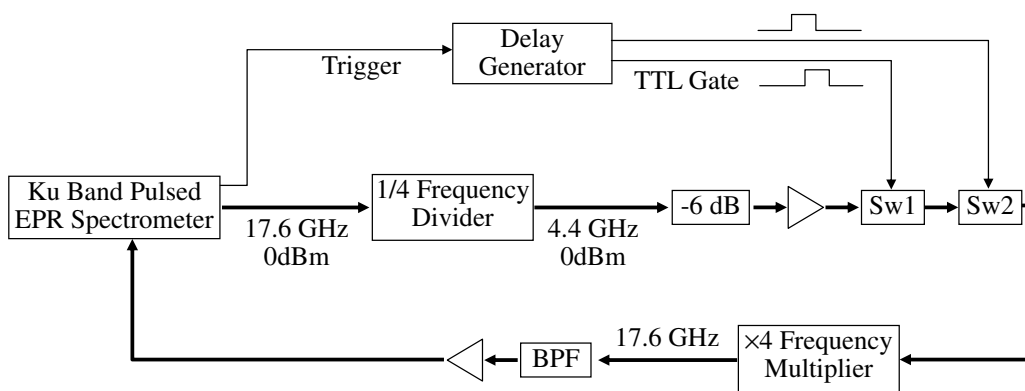 Delay
Generator
Trigger
TTL Gate
Ku Band Pulsed
EPR Spectrometer
1/4 Frequency
Divider
-6 dB
Sw1
Sw2
17.6 GHz
0dBm
4.4 GHz
0dBm
17.6 GHz
BPF
×4 Frequency
Multiplier